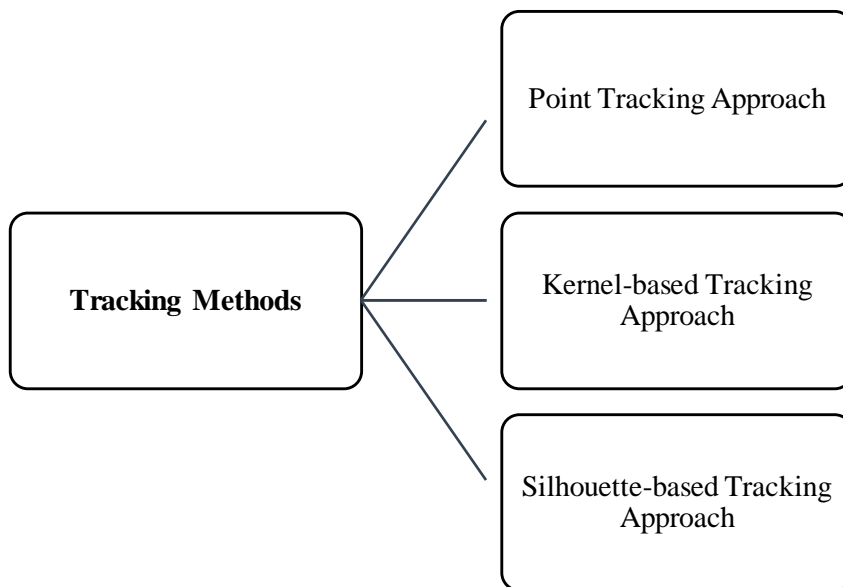 Tracking Methods
Point Tracking Approach
Kernel-based Tracking
Approach
Silhouette-based Tracking
Approach